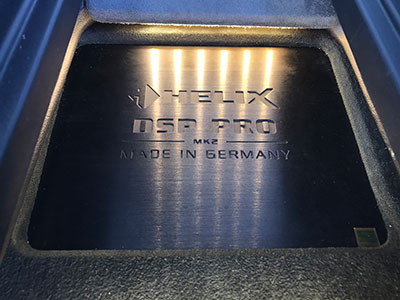 HELIX
DSP PRO
MK2
MADE IN GERMANY